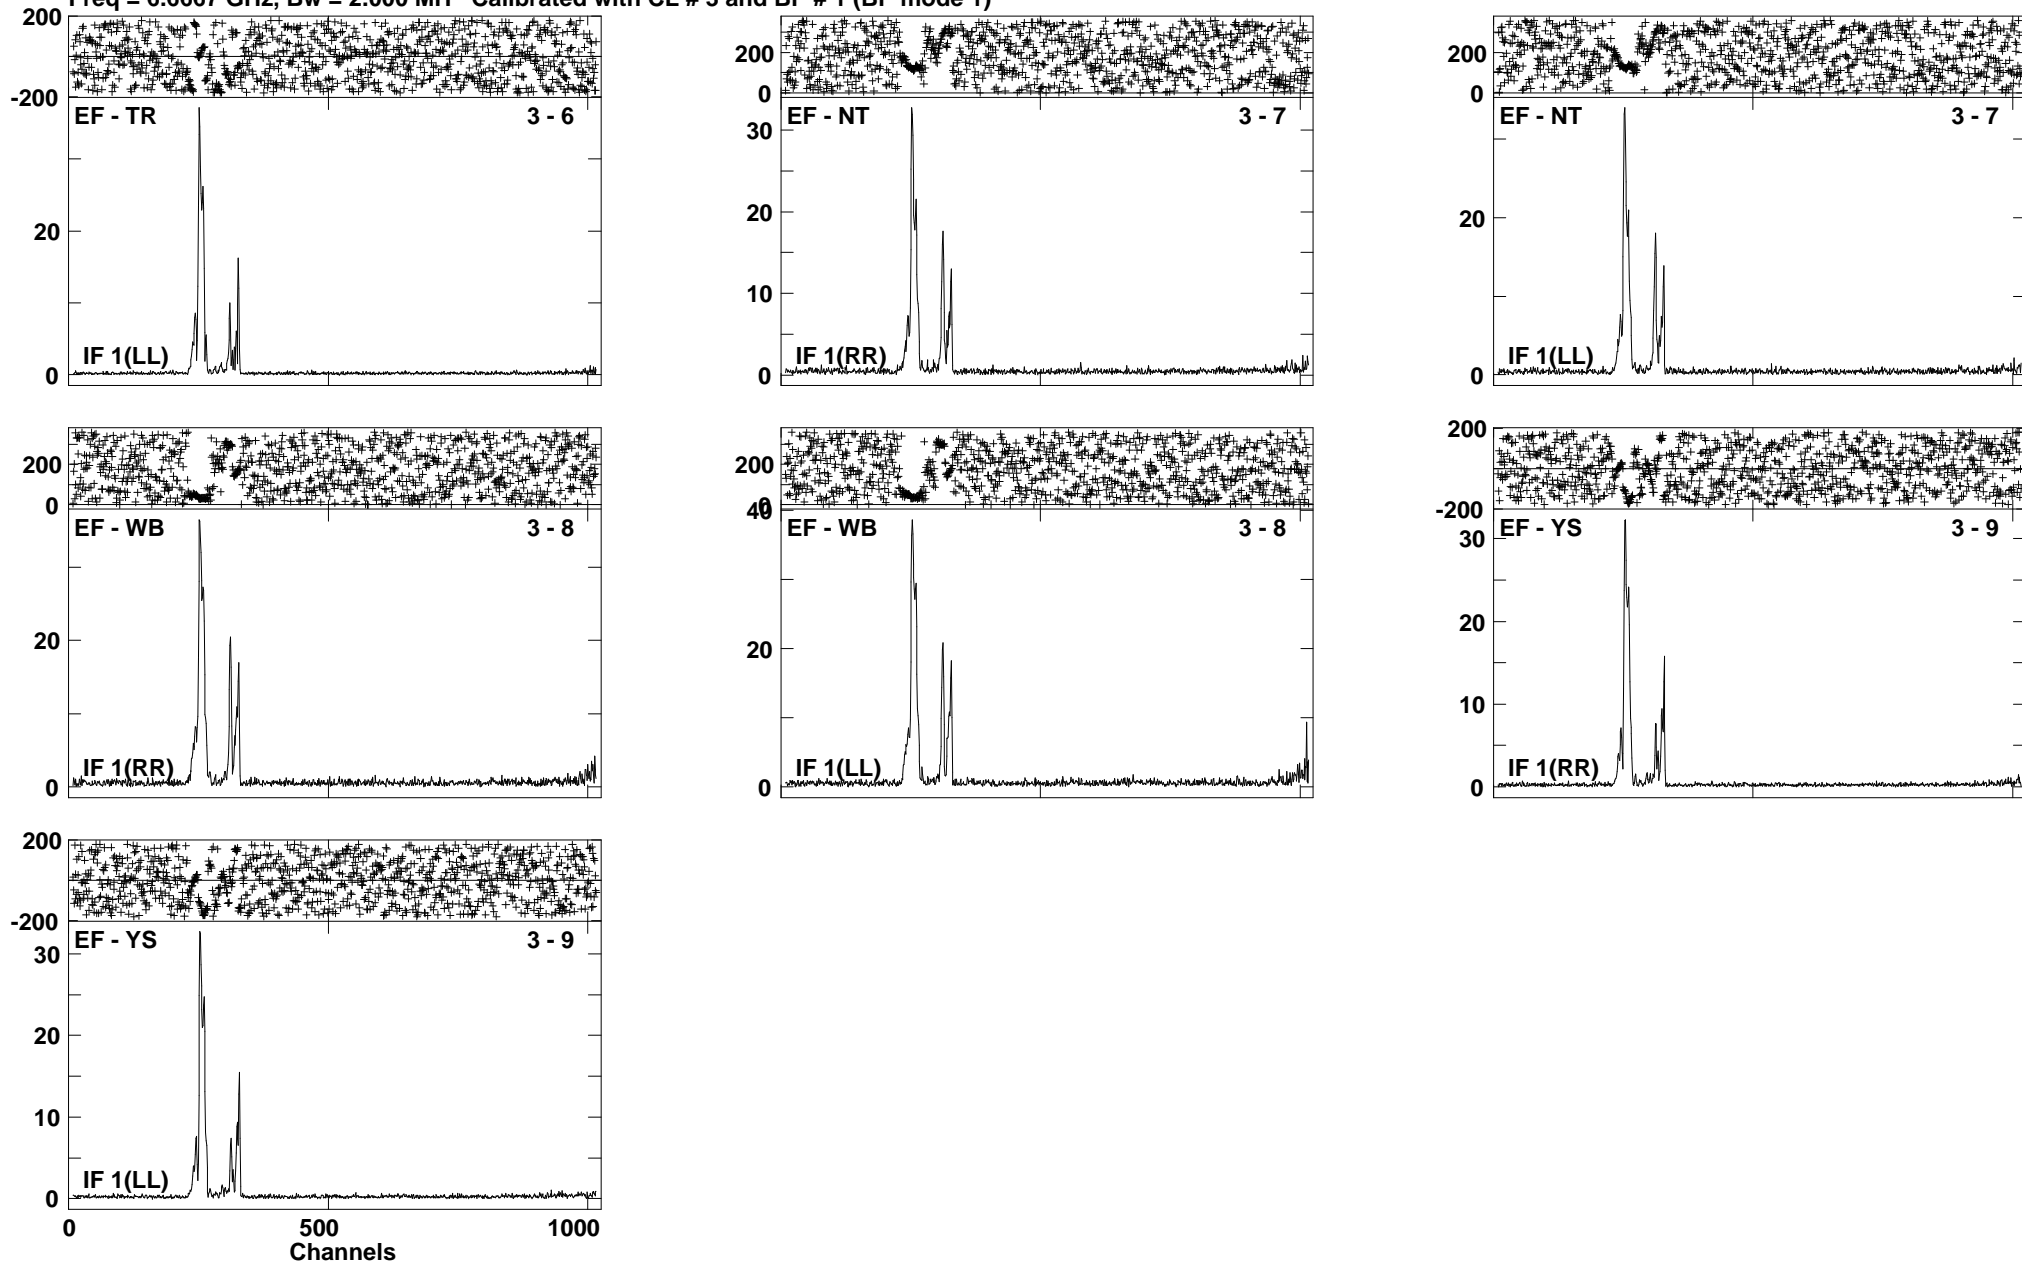 Freq = 6.6667 GHz, Bw = 2.000 MH Calibrated with CL # 3 and BP # 1 (BP mode 1)
200
-200
EF - TR 3 - 6
20
IF 1(LL)
0
200
0
EF - NT 3 - 7
30
20
10
IF 1(RR)
0
200
0
EF - NT 3 - 7
20
IF 1(LL)
0
200
0
EF - WB 3 - 8
20
IF 1(RR)
0
200
0
40
EF - WB 3 - 8
20
IF 1(LL)
0
200
-200
EF - YS 3 - 9
30
20
10
IF 1(RR)
0
200
-200
EF - YS 3 - 9
30
20
10
IF 1(LL)
0
0 500 1000
Channels